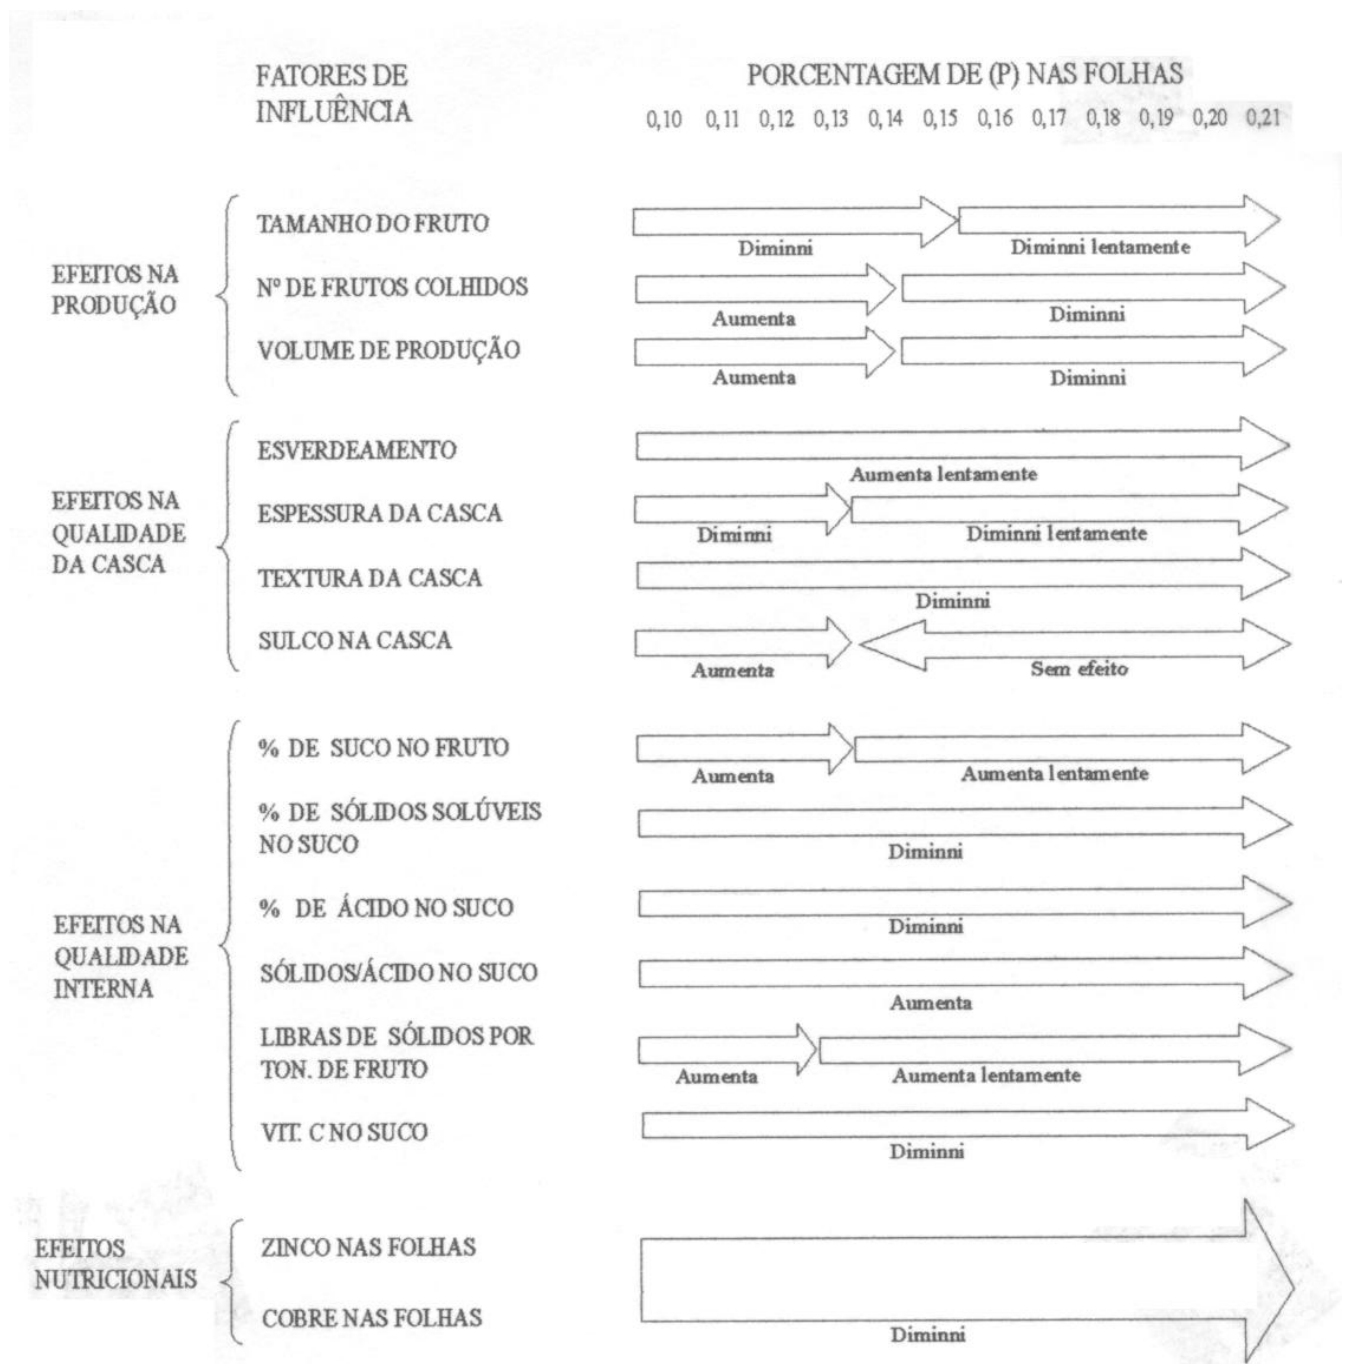 FATORES DE
INFLUÊNCIA
PORCENTAGEM DE (P) NAS FOLHAS
0,10 0,11 0,12 0,13 0,14 0,15 0,16 0,17 0,18 0,19 0,20 0,21
EFEITOS NA
PRODUÇÃO
TAMANHO DO FRUTO
Diminni
Diminni lentamente
Nº DE FRUTOS COLHIDOS
Aumenta
Diminni
VOLUME DE PRODUÇÃO
Aumenta
Diminni
EFEITOS NA
QUALIDADE
DA CASCA
ESVERDEAMENTO
Aumenta lentamente
ESPESSURA DA CASCA
Diminni
Diminni lentamente
TEXTURA DA CASCA
Diminni
SULCO NA CASCA
Aumenta
Sem efeito
EFEITOS NA
QUALIDADE
INTERNA
% DE SUCO NO FRUTO
Aumenta
Aumenta lentamente
% DE SÓLIDOS SOLÚVEIS
NO SUCO
Diminni
% DE ÁCIDO NO SUCO
Diminni
SÓLIDOS/ÁCIDO NO SUCO
Aumenta
LIBRAS DE SÓLIDOS POR
TON. DE FRUTO
Aumenta
Aumenta lentamente
VIT. C NO SUCO
Diminni
EFEITOS
NUTRICIONAIS
ZINCO NAS FOLHAS
COBRE NAS FOLHAS
Diminni